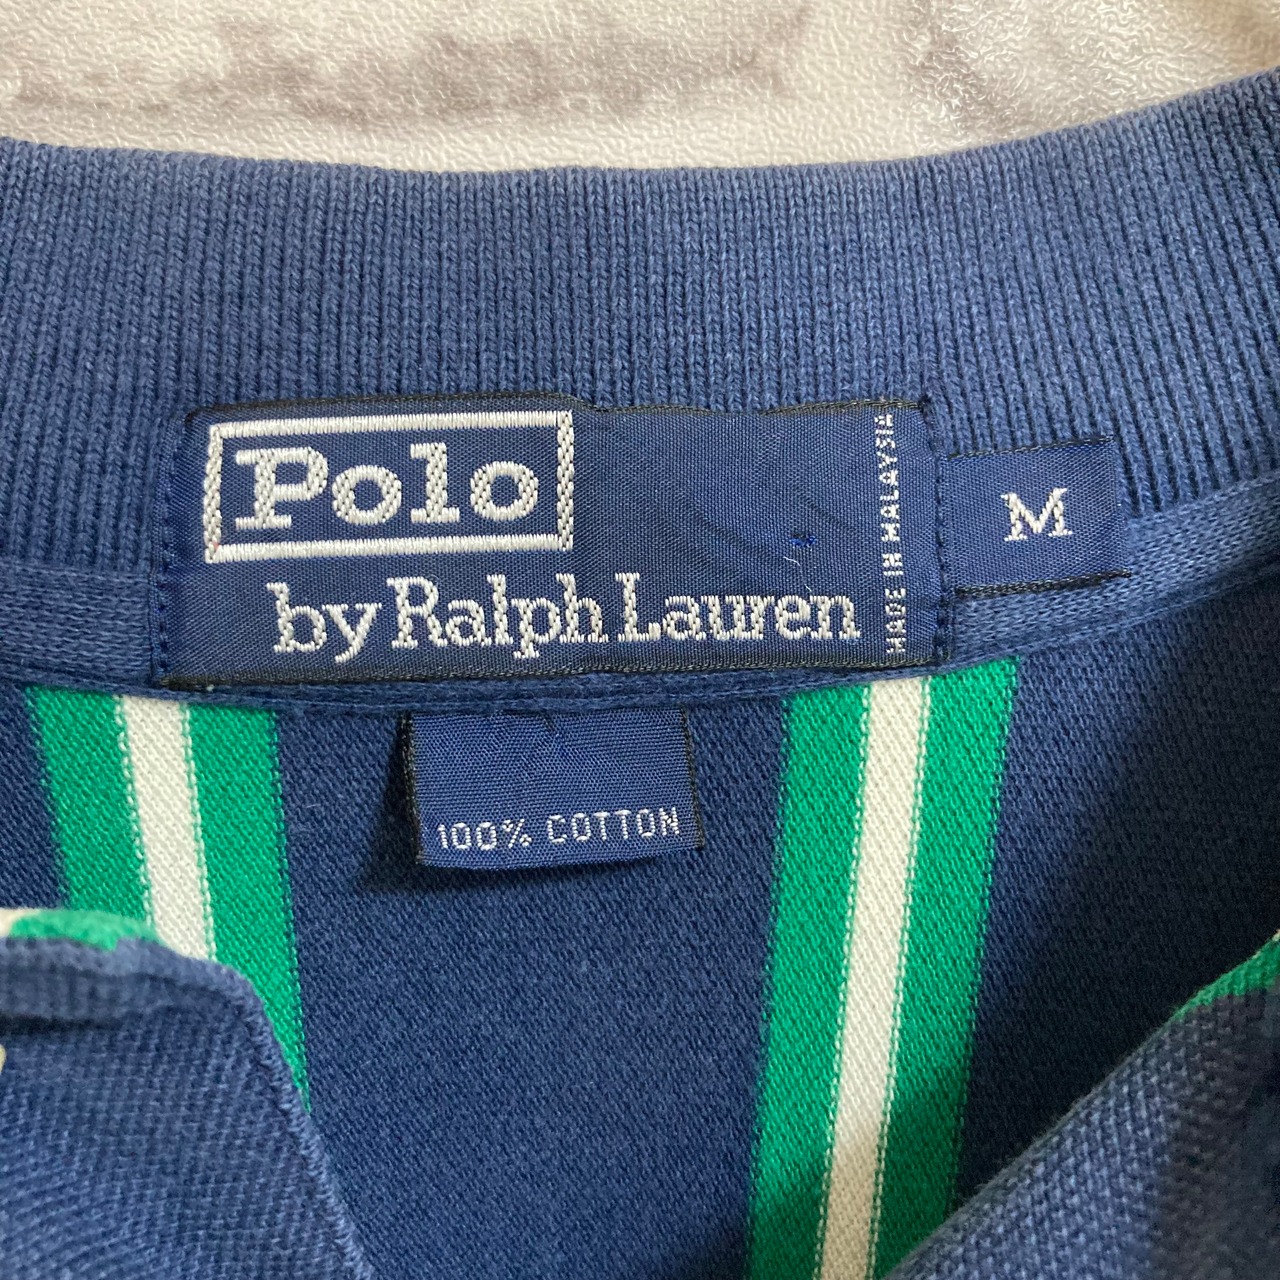 Polo
by Ralph Lauren
MADE IN MALAYSIA
M
100% COTTON